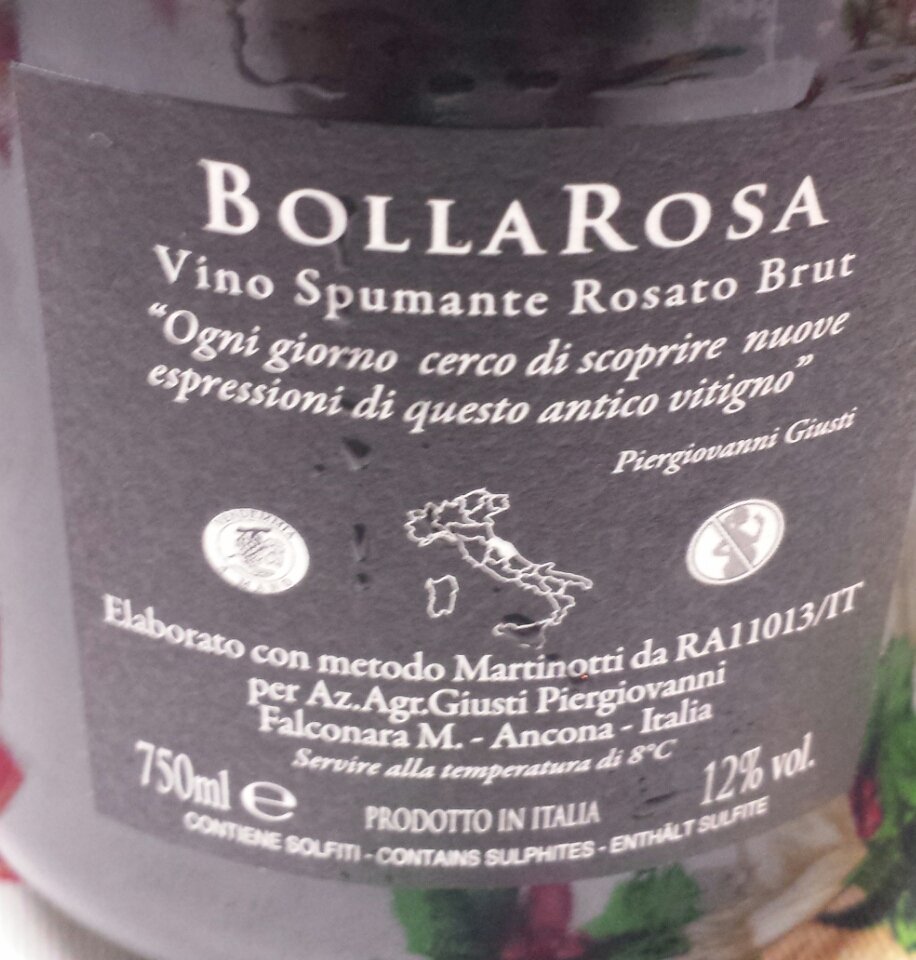 BOLLAROSA
Vino Spumante Rosato Brut
“Ogni giorno cerco di scoprire nuove
espressioni di questo antico vitigno”
Piergiovanni Giusti
VENDEMMIA
A MANO
Elaborato con metodo Martinotti da RA11013/IT
per Az.Agr.Giusti Piergiovanni
Falconara M. - Ancona - Italia
Servire alla temperatura di 8°C
750ml e PRODOTTO IN ITALIA 12% vol.
CONTIENE SOLFITI - CONTAINS SULPHITES - ENTHÄLT SULFITE